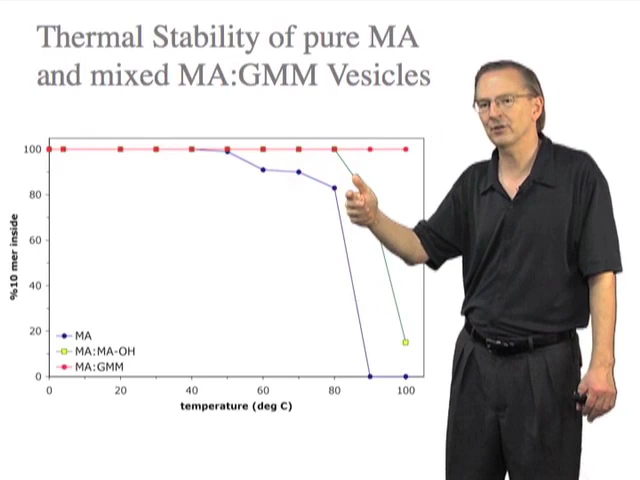 Thermal Stability of pure MA
and mixed MA:GMM Vesicles
100
80
60
40
20
0
%10 mer inside
MA
MA:MA-OH
MA:GMM
0 20 40 60 80 100
temperature (deg C)